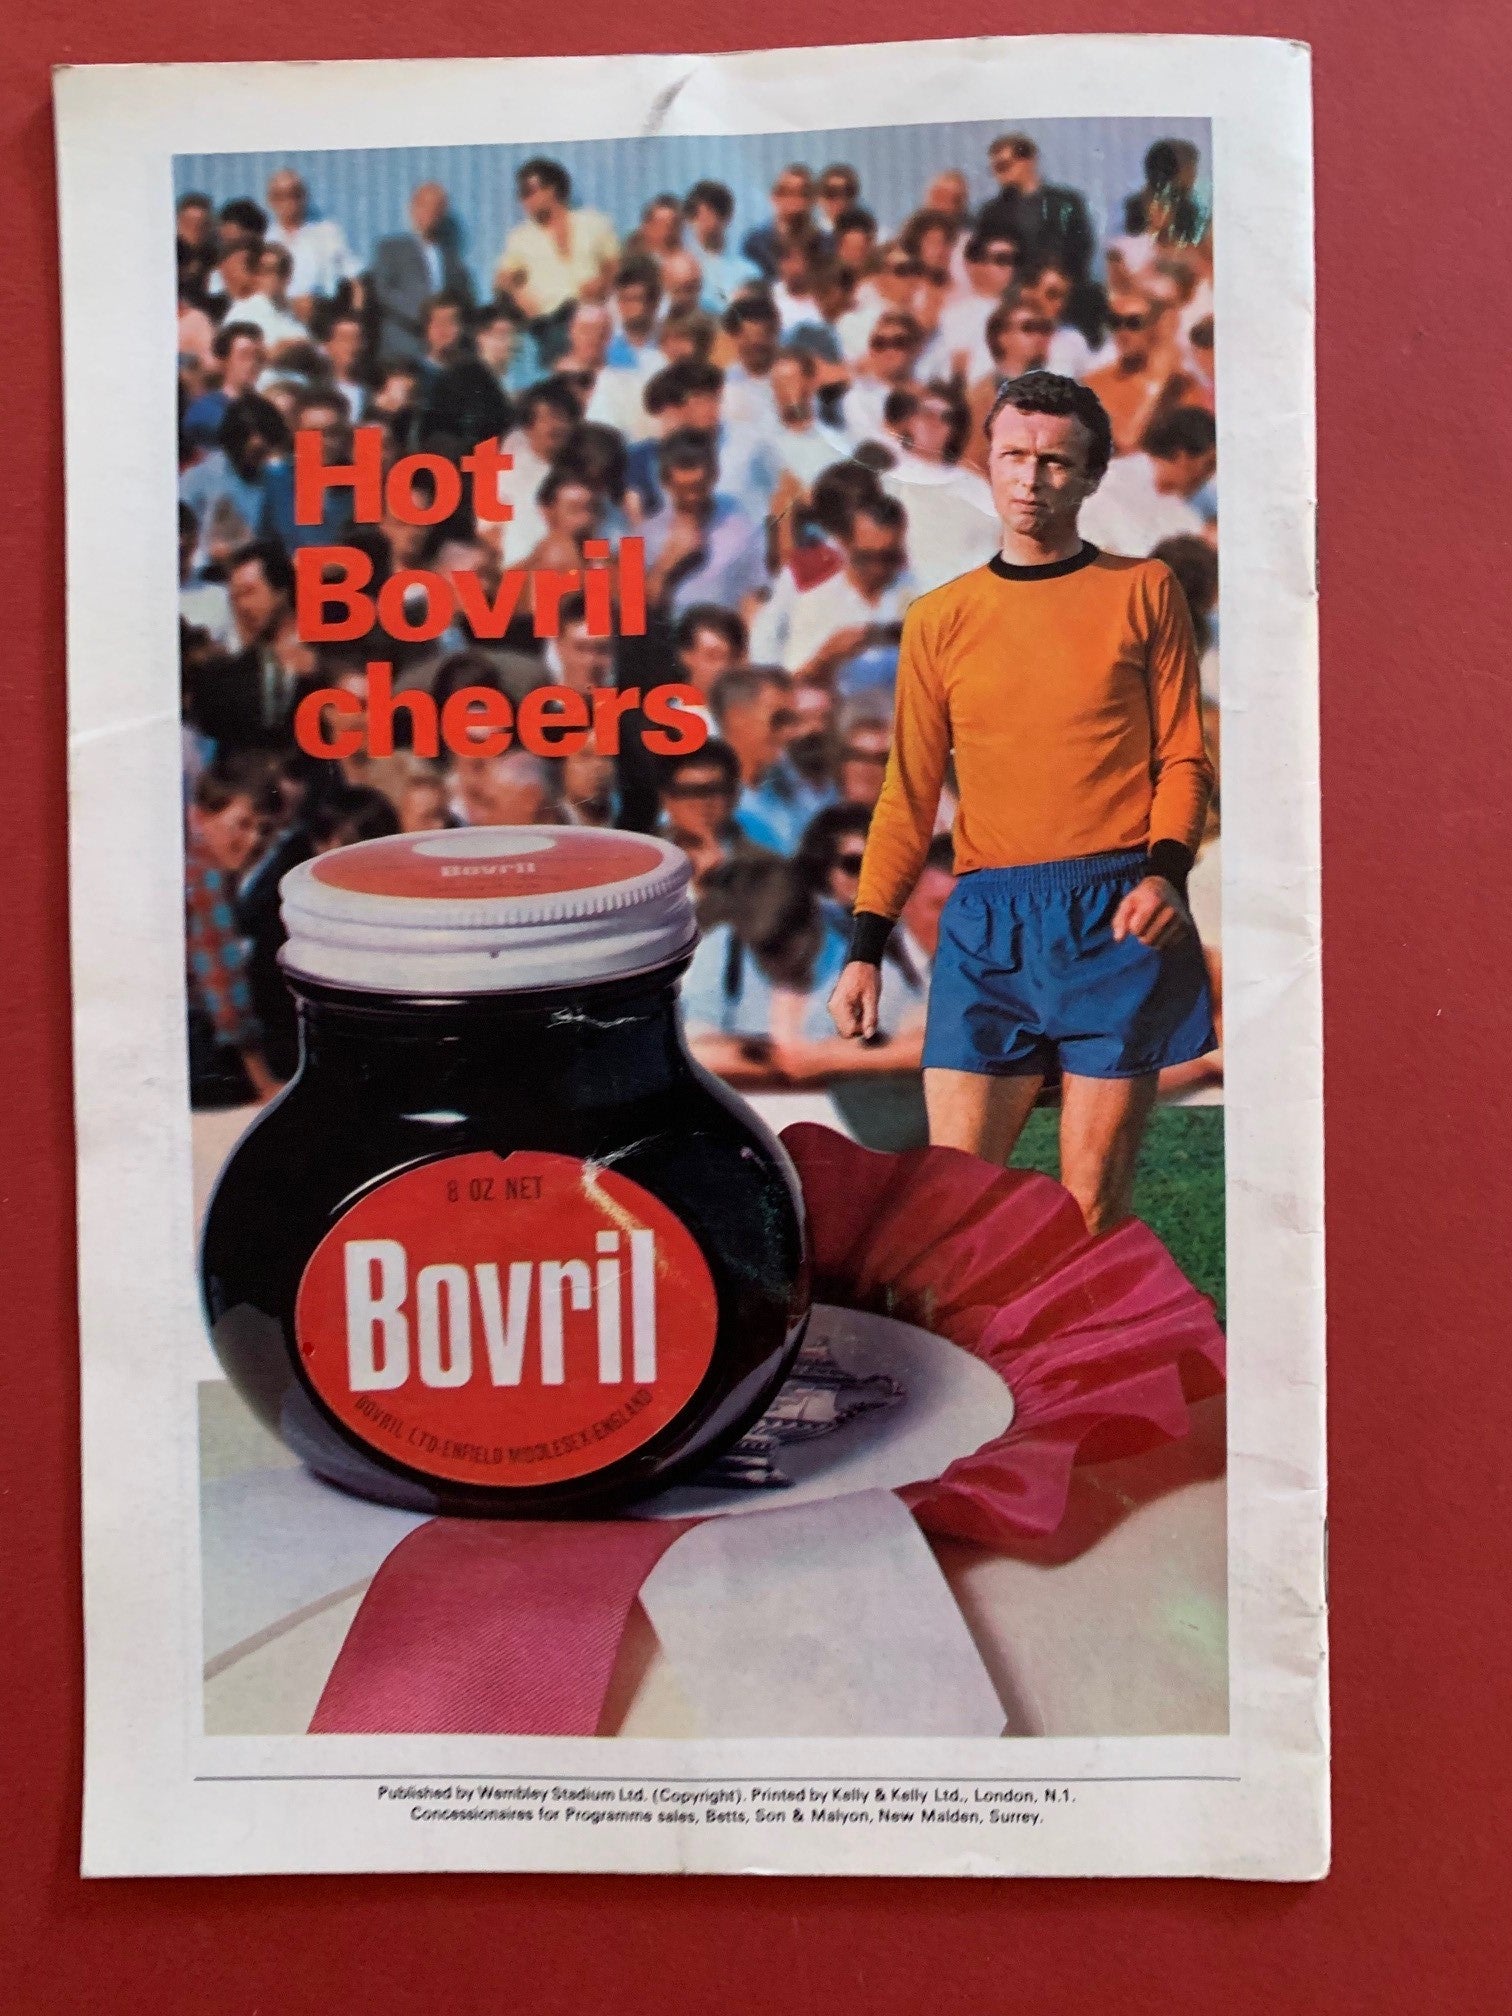 Hot
Bovril
cheers
Bovril
8 OZ NET
Bovril
BOVRIL LTD·ENFIELD MIDDLESEX·ENGLAND
Published by Wembley Stadium Ltd. (Copyright). Printed by Kelly & Kelly Ltd., London, N.1.
Concessionaires for Programme sales, Betts, Son & Malyon, New Malden, Surrey.